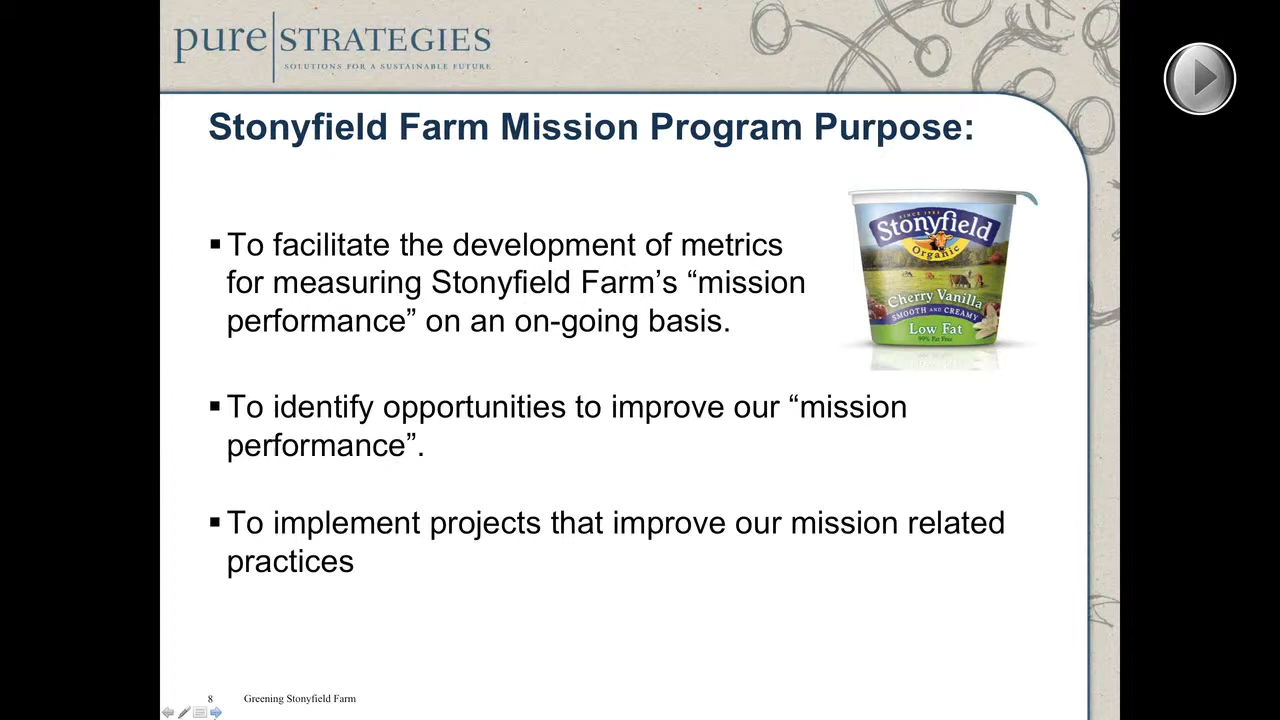 pure STRATEGIES
SOLUTIONS FOR A SUSTAINABLE FUTURE
Stonyfield Farm Mission Program Purpose:
▪ To facilitate the development of metrics
for measuring Stonyfield Farm’s “mission
performance” on an on-going basis.
SINCE 1983
Stonyfield
Organic
Cherry Vanilla
SMOOTH AND CREAMY
Low Fat
99% Fat Free
▪ To identify opportunities to improve our “mission
performance”.
▪ To implement projects that improve our mission related
practices
8 Greening Stonyfield Farm